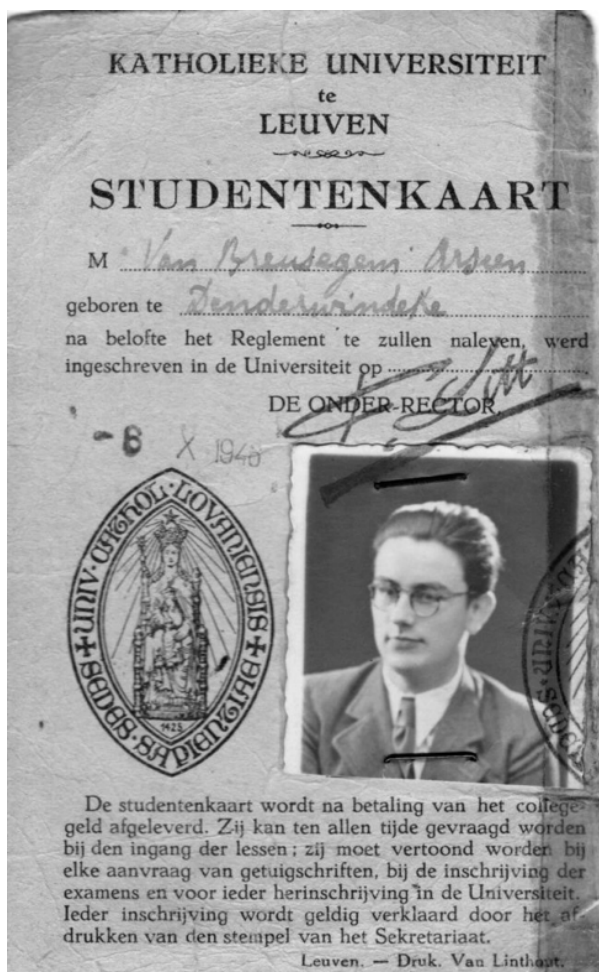 KATHOLIEKE UNIVERSITEIT
te
LEUVEN
STUDENTENKAART
M Van Breusegem Arseen
geboren te Denderwindeke
na belofte het Reglement te zullen naleven, werd
ingeschreven in de Universiteit op
DE ONDER-RECTOR,
-8 X 1940
UNIV·CATHOL·LOVANIENSIS
SEDES·SAPIENTIAE
1425
De studentenkaart wordt na betaling van het college-
geld afgeleverd. Zij kan ten allen tijde gevraagd worden
bij den ingang der lessen; zij moet vertoond worden bij
elke aanvraag van getuigschriften, bij de inschrijving der
examens en voor ieder herinschrijving in de Universiteit.
Ieder inschrijving wordt geldig verklaard door het af-
drukken van den stempel van het Sekretariaat.
Leuven. — Druk. Van Linthout.